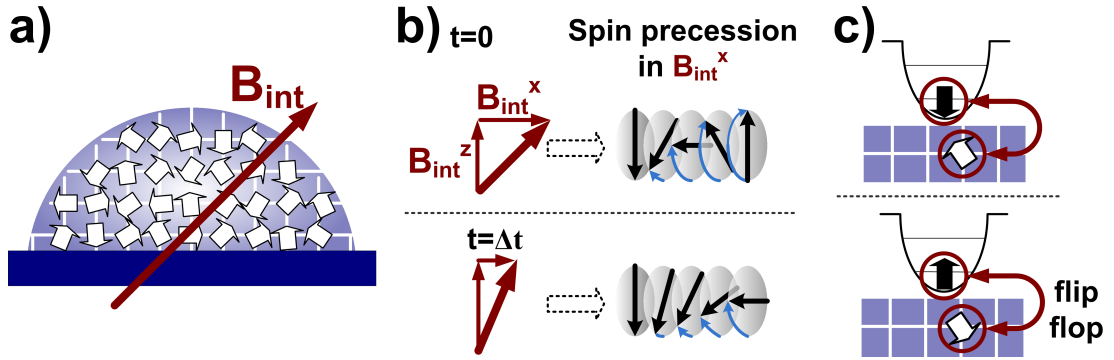 a)
B_int
b)
t=0
Spin precession
in B_int^x
B_int^x
B_int^z
t=Δt
c)
flip
flop